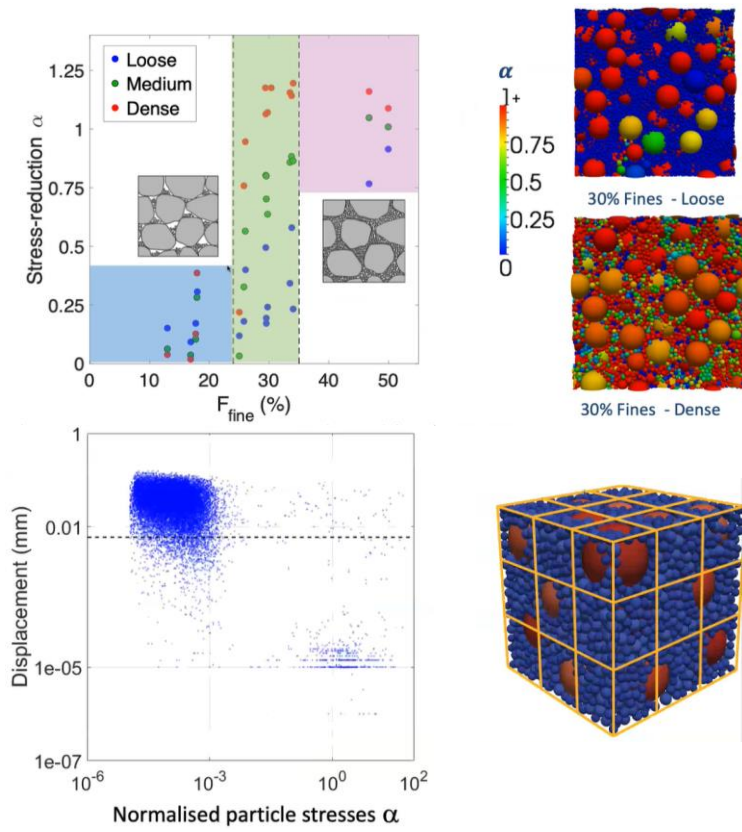 Stress-reduction α
1.25
1
0.75
0.5
0.25
0
Loose
Medium
Dense
0 10 20 30 40 50
F_fine (%)
α
1+
0.75
0.5
0.25
0
30% Fines - Loose
30% Fines - Dense
Displacement (mm)
1
0.01
1e-05
1e-07
10^-6 10^-3 10^0 10^2
Normalised particle stresses α